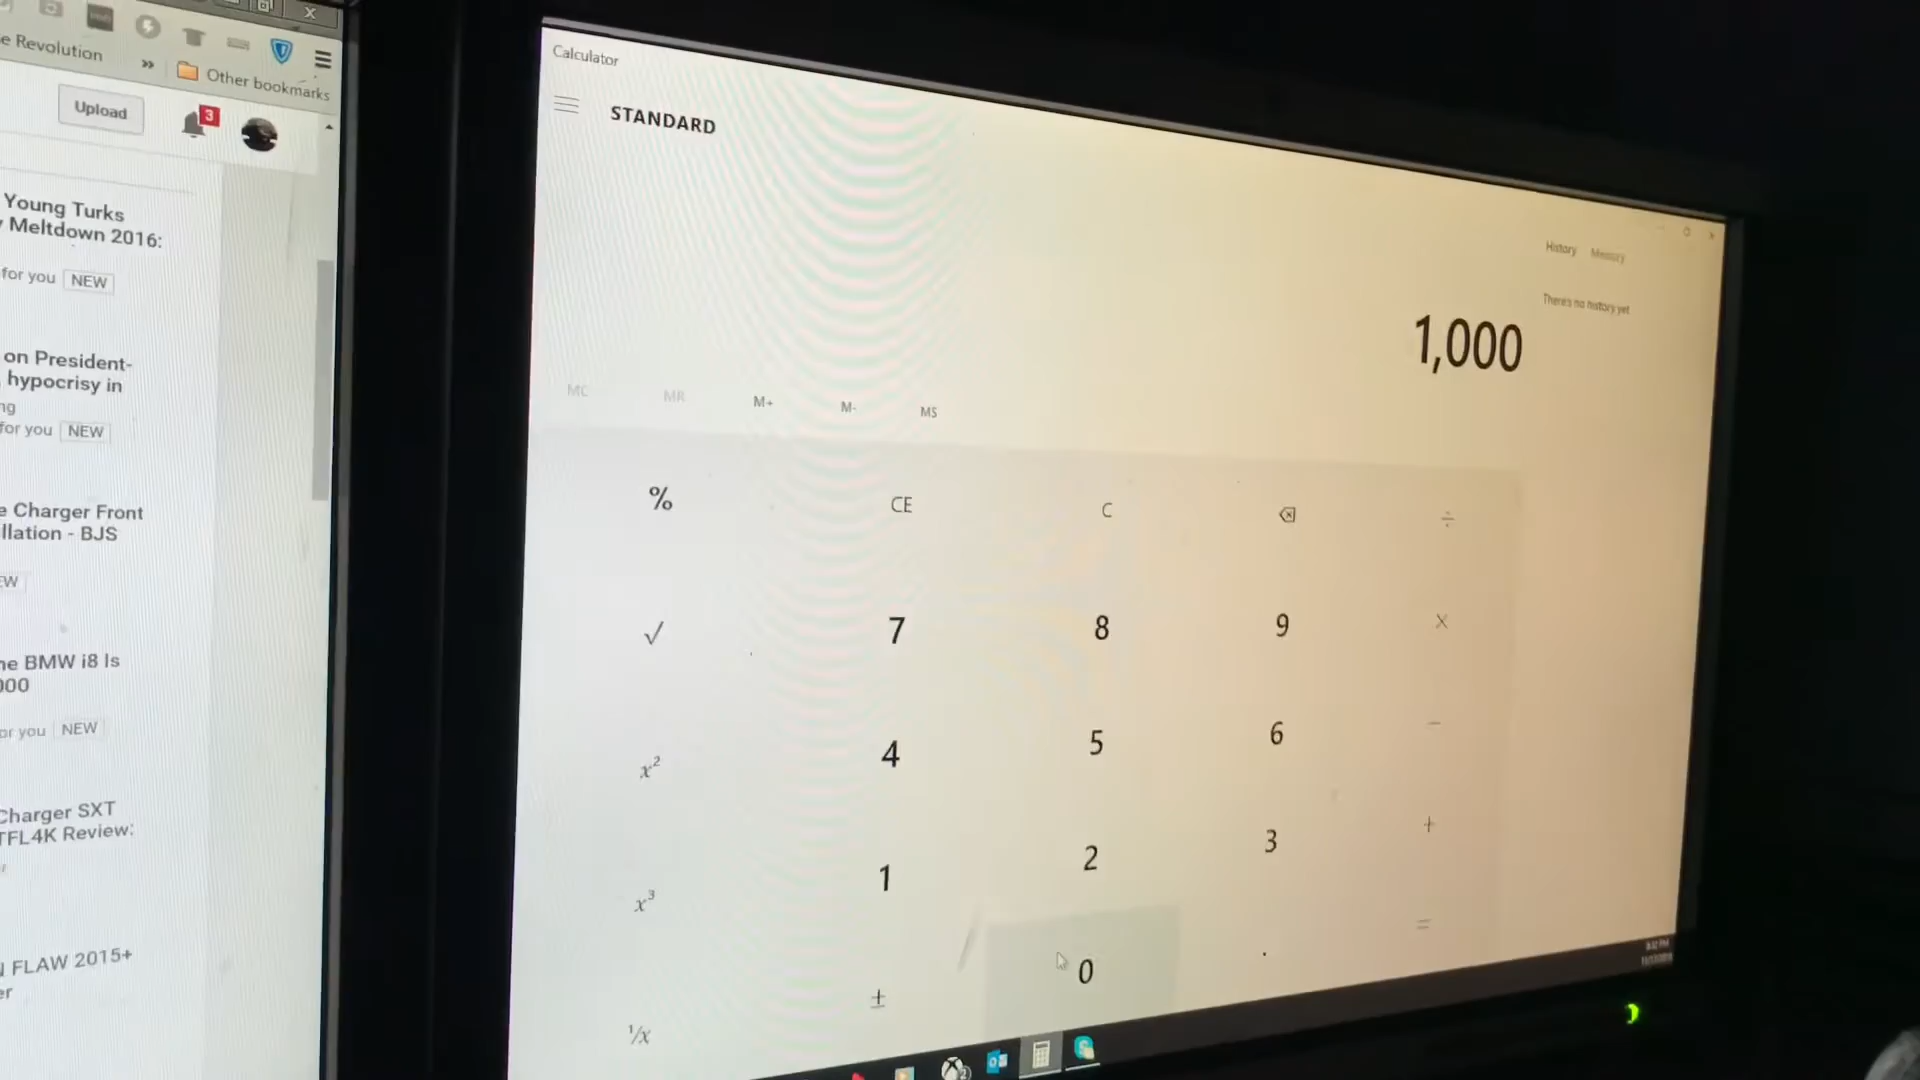 e Revolution
»
Other bookmarks
Upload
3
Young Turks
Meltdown 2016:
for you NEW
on President-
hypocrisy in
ng
for you NEW
e Charger Front
llation - BJS
EW
he BMW i8 Is
000
or you NEW
Charger SXT
TFL4K Review:
FLAW 2015+
er
Calculator
STANDARD
History Memory
There's no history yet
1,000
MC MR M+ M- MS
% CE C ÷
√ 7 8 9 ×
x² 4 5 6 −
x³ 1 2 3 +
¹/x ± 0 . =